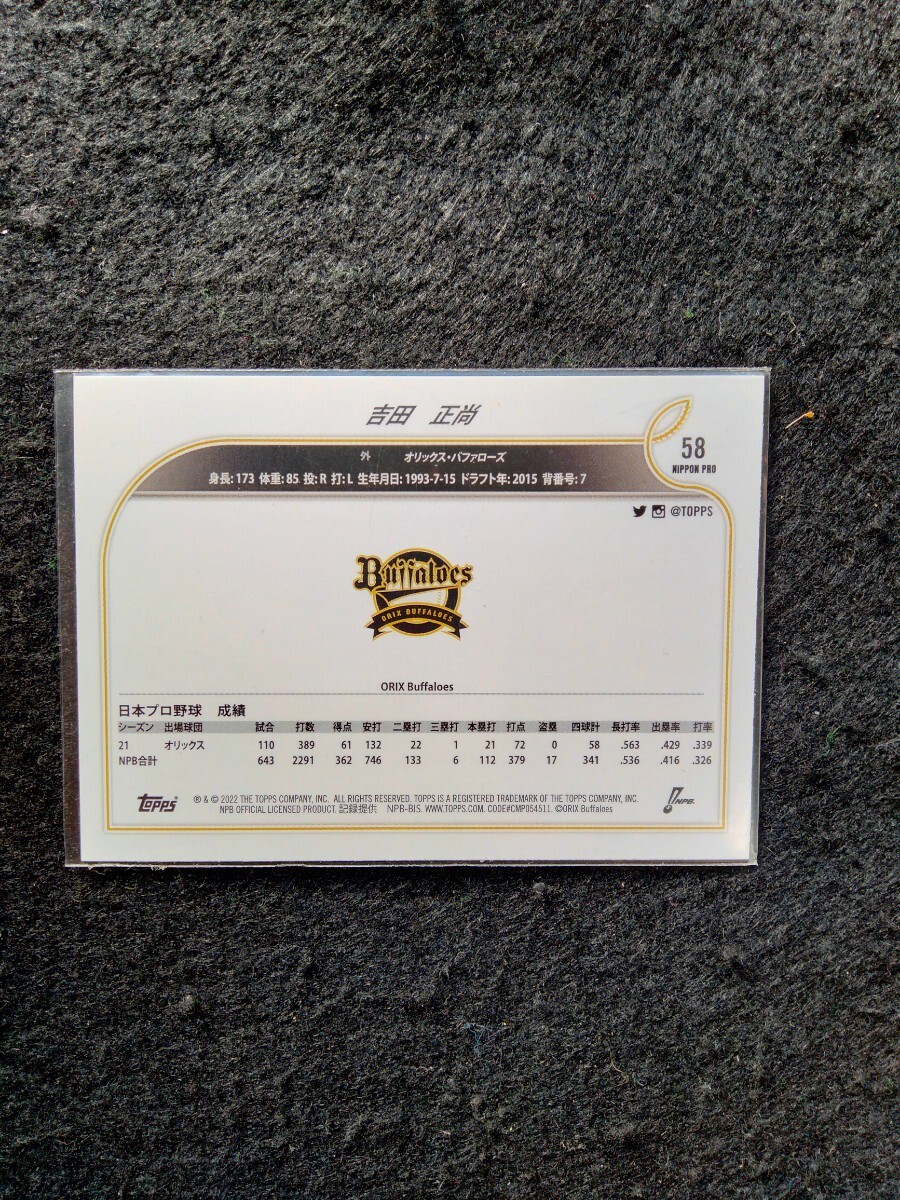 吉田 正尚
58
NIPPON PRO
外 オリックス・バファローズ
身長: 173 体重: 85 投: R 打: L 生年月日: 1993-7-15 ドラフト年: 2015 背番号: 7
@TOPPS
Buffaloes
ORIX BUFFALOES
ORIX Buffaloes
日本プロ野球 成績
シーズン 出場球団 試合 打数 得点 安打 二塁打 三塁打 本塁打 打点 盗塁 四球計 長打率 出塁率 打率
21 オリックス 110 389 61 132 22 1 21 72 0 58 .563 .429 .339
NPB合計 643 2291 362 746 133 6 112 379 17 341 .536 .416 .326
topps
® & © 2022 THE TOPPS COMPANY, INC. ALL RIGHTS RESERVED. TOPPS IS A REGISTERED TRADEMARK OF THE TOPPS COMPANY, INC.
NPB OFFICIAL LICENSED PRODUCT. 記録提供 NPB-BIS. WWW.TOPPS.COM. CODE#CMP054511. ©ORIX Buffaloes
NPB